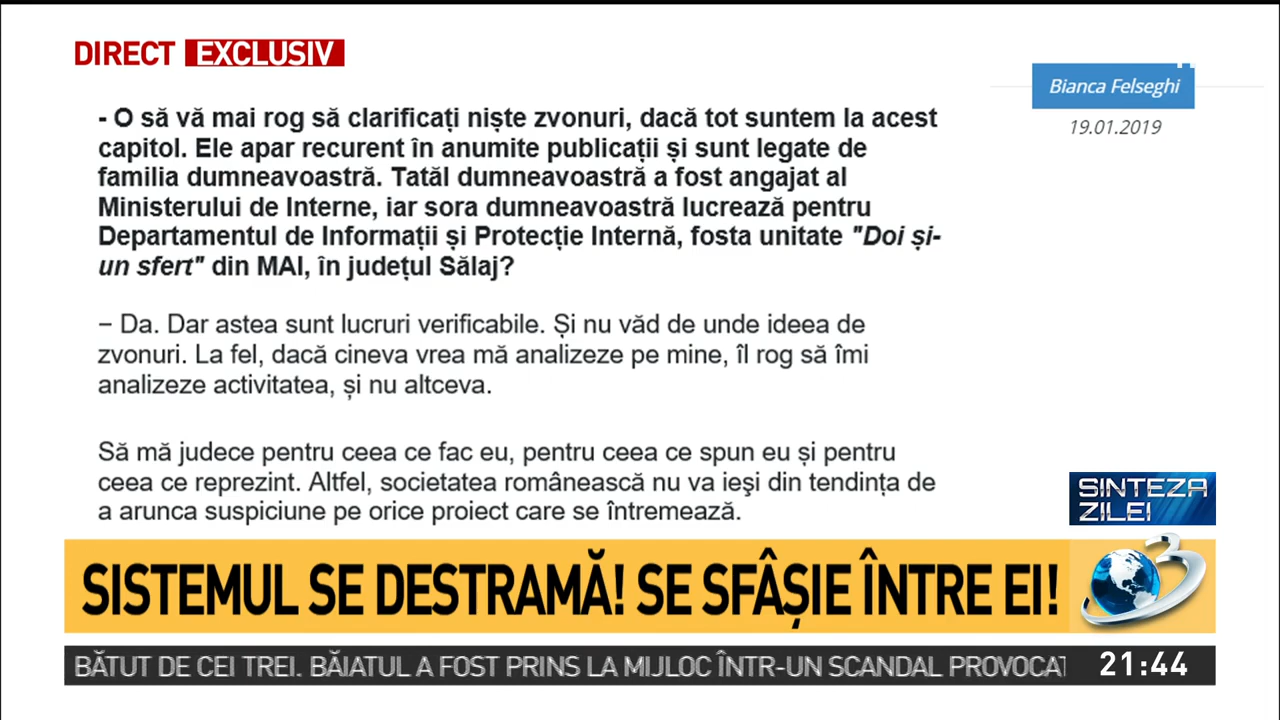 DIRECT EXCLUSIV
Bianca Felseghi
19.01.2019
- O să vă mai rog să clarificați niște zvonuri, dacă tot suntem la acest
capitol. Ele apar recurent în anumite publicații și sunt legate de
familia dumneavoastră. Tatăl dumneavoastră a fost angajat al
Ministerului de Interne, iar sora dumneavoastră lucrează pentru
Departamentul de Informații și Protecție Internă, fosta unitate "Doi și-
un sfert" din MAI, în județul Sălaj?
– Da. Dar astea sunt lucruri verificabile. Și nu văd de unde ideea de
zvonuri. La fel, dacă cineva vrea mă analizeze pe mine, îl rog să îmi
analizeze activitatea, și nu altceva.
Să mă judece pentru ceea ce fac eu, pentru ceea ce spun eu și pentru
ceea ce reprezint. Altfel, societatea românească nu va ieși din tendința de
a arunca suspiciune pe orice proiect care se întremează.
SINTEZA
ZILEI
SISTEMUL SE DESTRAMĂ! SE SFÂȘIE ÎNTRE EI!
3
BĂTUT DE CEI TREI. BĂIATUL A FOST PRINS LA MIJLOC ÎNTR-UN SCANDAL PROVOCAT
21:44